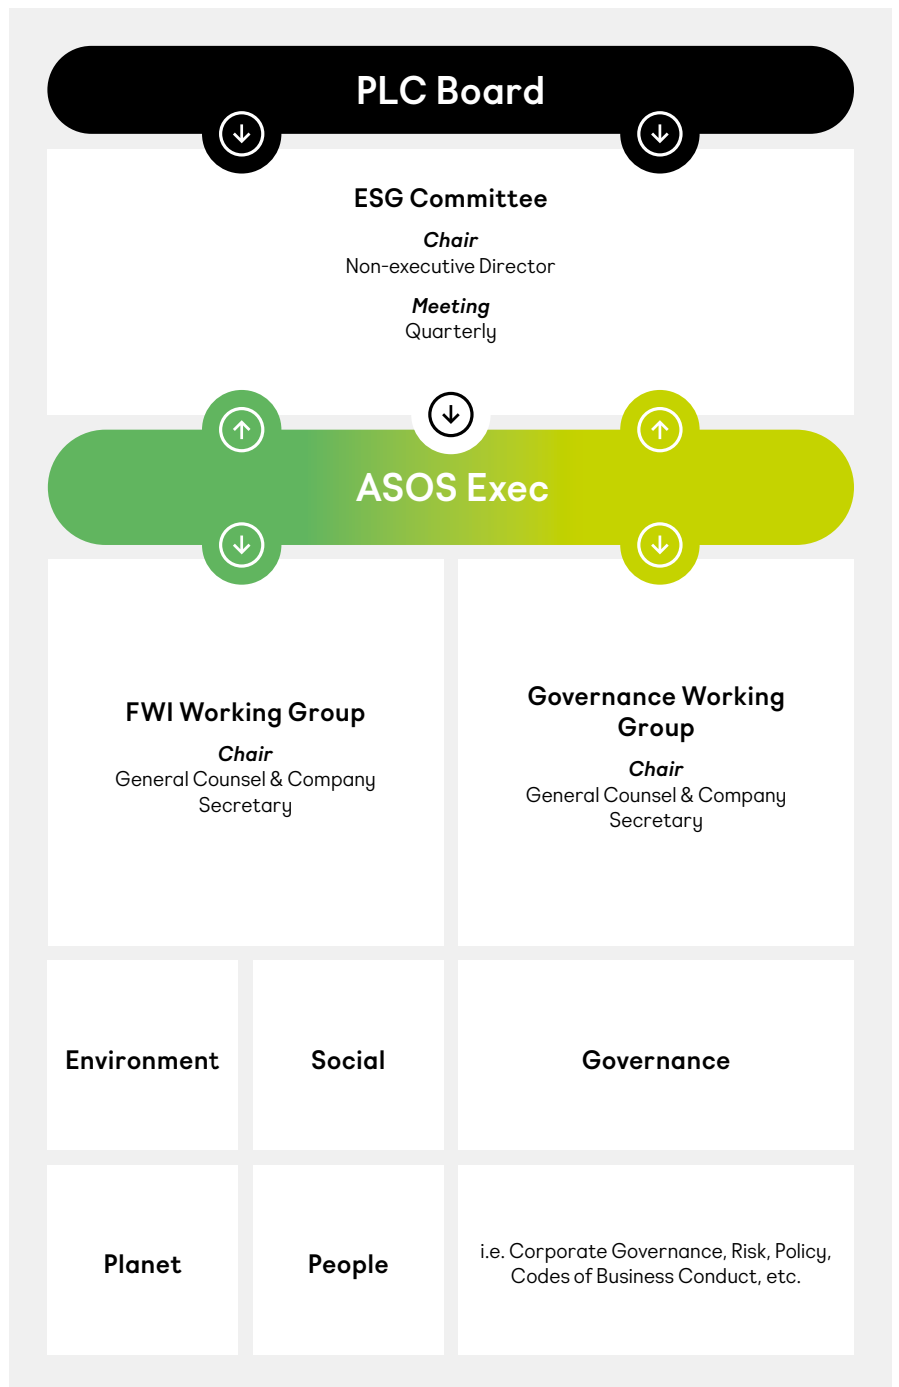 PLC Board
ESG Committee
Chair
Non-executive Director
Meeting
Quarterly
ASOS Exec
FWI Working Group
Chair
General Counsel & Company
Secretary
Governance Working
Group
Chair
General Counsel & Company
Secretary
Environment
Social
Governance
Planet
People
i.e. Corporate Governance, Risk, Policy,
Codes of Business Conduct, etc.